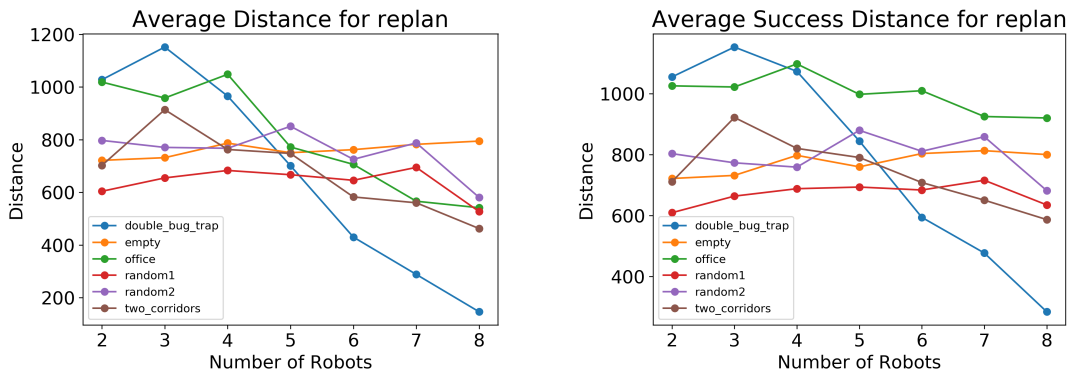 Average Distance for replan
1200
1000
800
600
400
200
Distance
double_bug_trap
empty
office
random1
random2
two_corridors
2 3 4 5 6 7 8
Number of Robots
Average Success Distance for replan
1000
800
600
400
Distance
double_bug_trap
empty
office
random1
random2
two_corridors
2 3 4 5 6 7 8
Number of Robots